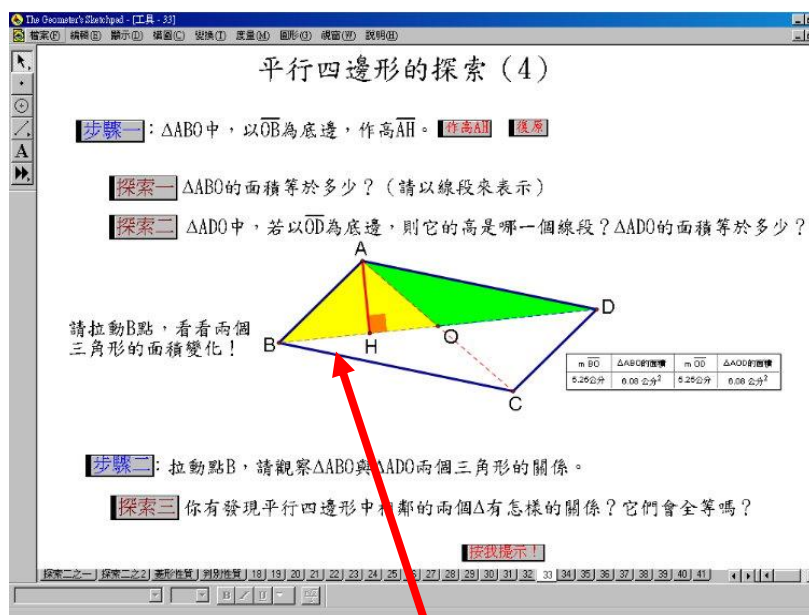 The Geometer's Sketchpad - [工具 - 33]
檔案(F) 編輯(E) 顯示(D) 構圖(C) 變換(T) 度量(M) 圖形(G) 視窗(W) 說明(H)
平行四邊形的探索(4)
步驟一:ΔABO中,以OB為底邊,作高AH。 作高AH 復原
探索一 ΔABO的面積等於多少?(請以線段來表示)
探索二 ΔADO中,若以OD為底邊,則它的高是哪一個線段?ΔADO的面積等於多少?
A
D
請拉動B點,看看兩個
三角形的面積變化!
B
H
O
C
m BO ΔABO的面積 m OD ΔAOD的面積
5.25公分 6.08 公分² 5.25公分 6.08 公分²
步驟二:拉動點B,請觀察ΔABO與ΔADO兩個三角形的關係。
探索三 你有發現平行四邊形中相鄰的兩個Δ有怎樣的關係?它們會全等嗎?
按我提示!
探索二之一 探索二之2 菱形性質 判別性質 18 19 20 21 22 23 24 25 26 27 28 29 30 31 32 33 34 35 36 37 38 39 40 41
B I U